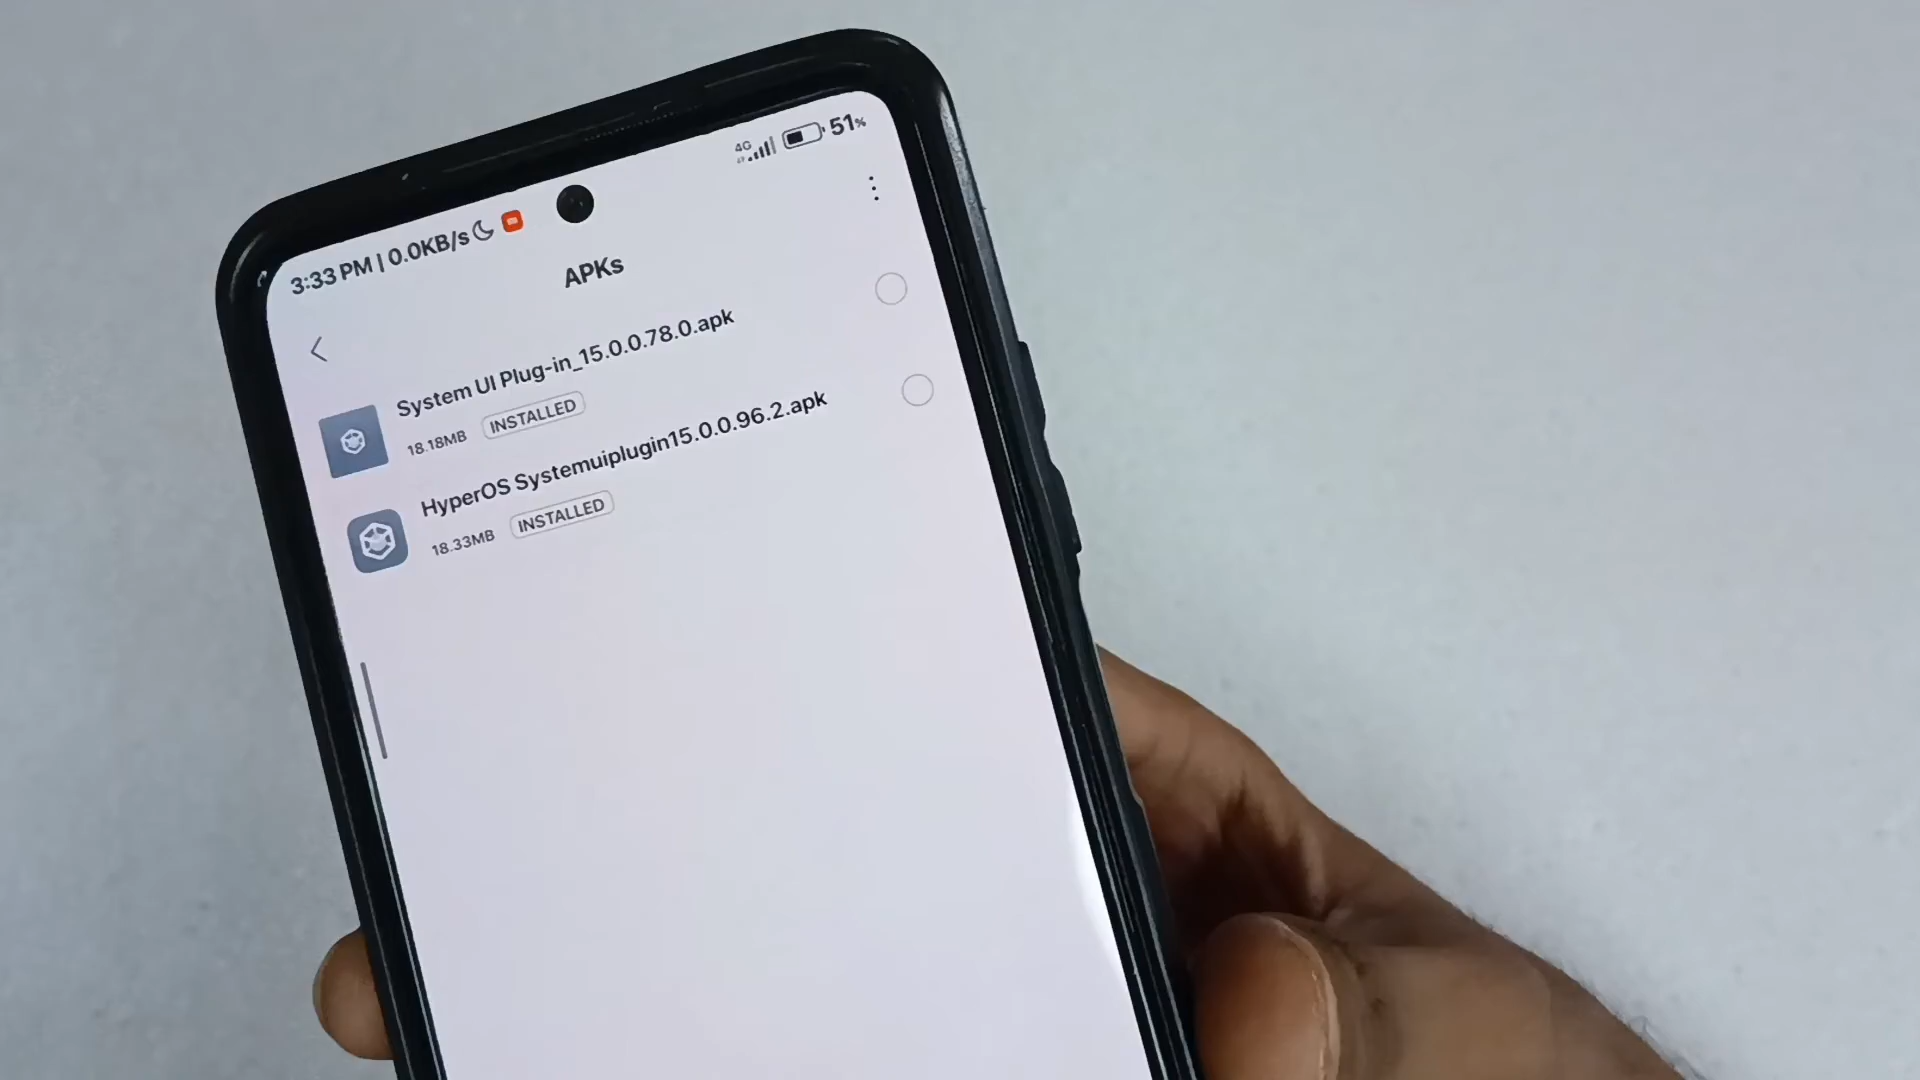 3:33 PM | 0.0KB/s
4G 51%
APKs
System UI Plug-in_15.0.0.78.0.apk
18.18MB INSTALLED
HyperOS Systemuiplugin15.0.0.96.2.apk
18.33MB INSTALLED